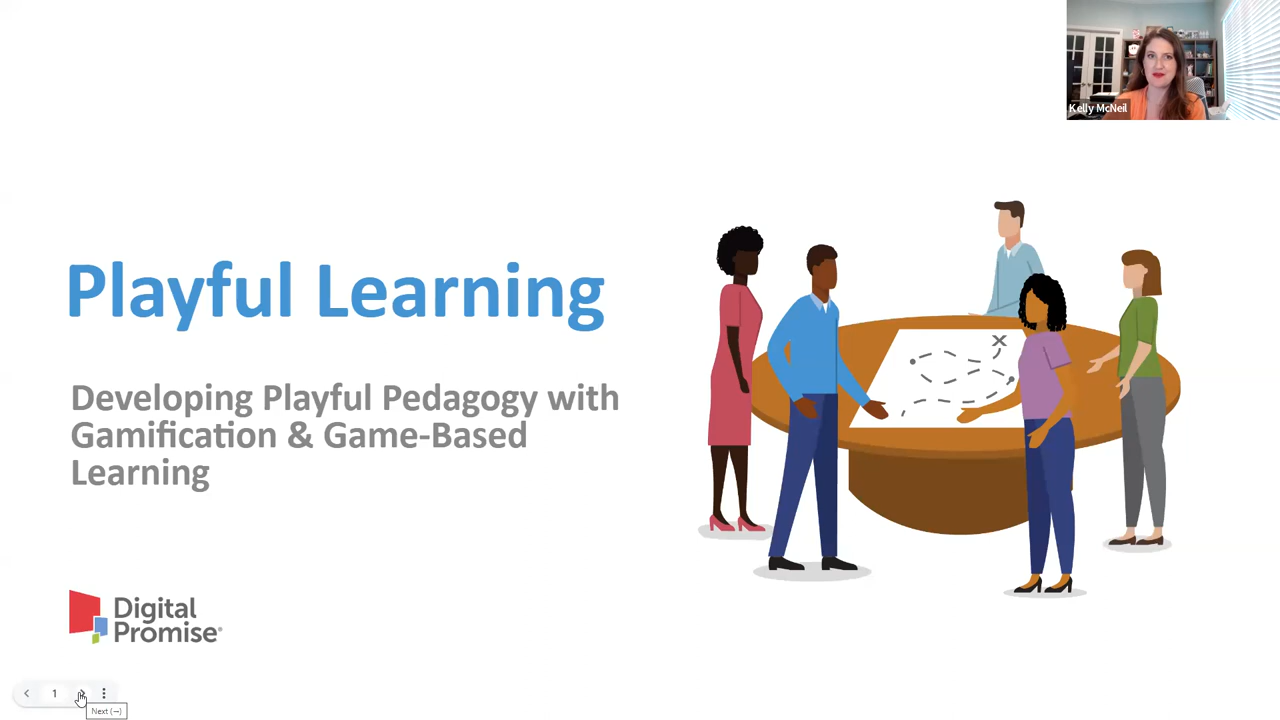 Kelly McNeil
Playful Learning
Developing Playful Pedagogy with
Gamification & Game-Based
Learning
X
Digital
Promise®
1
Next (→)